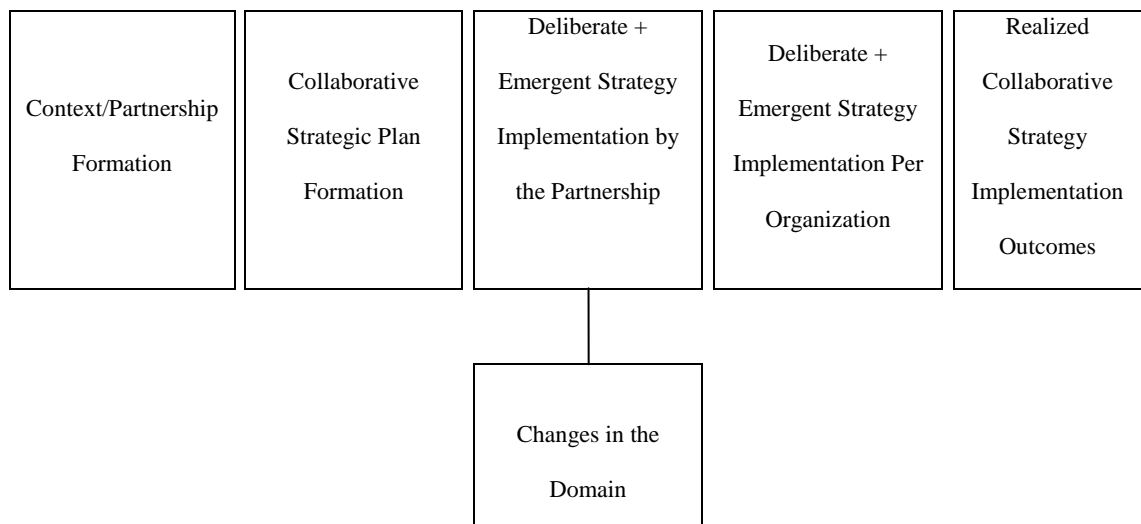 Context/Partnership
Formation
Collaborative
Strategic Plan
Formation
Deliberate +
Emergent Strategy
Implementation by
the Partnership
Deliberate +
Emergent Strategy
Implementation Per
Organization
Realized
Collaborative
Strategy
Implementation
Outcomes
Changes in the
Domain